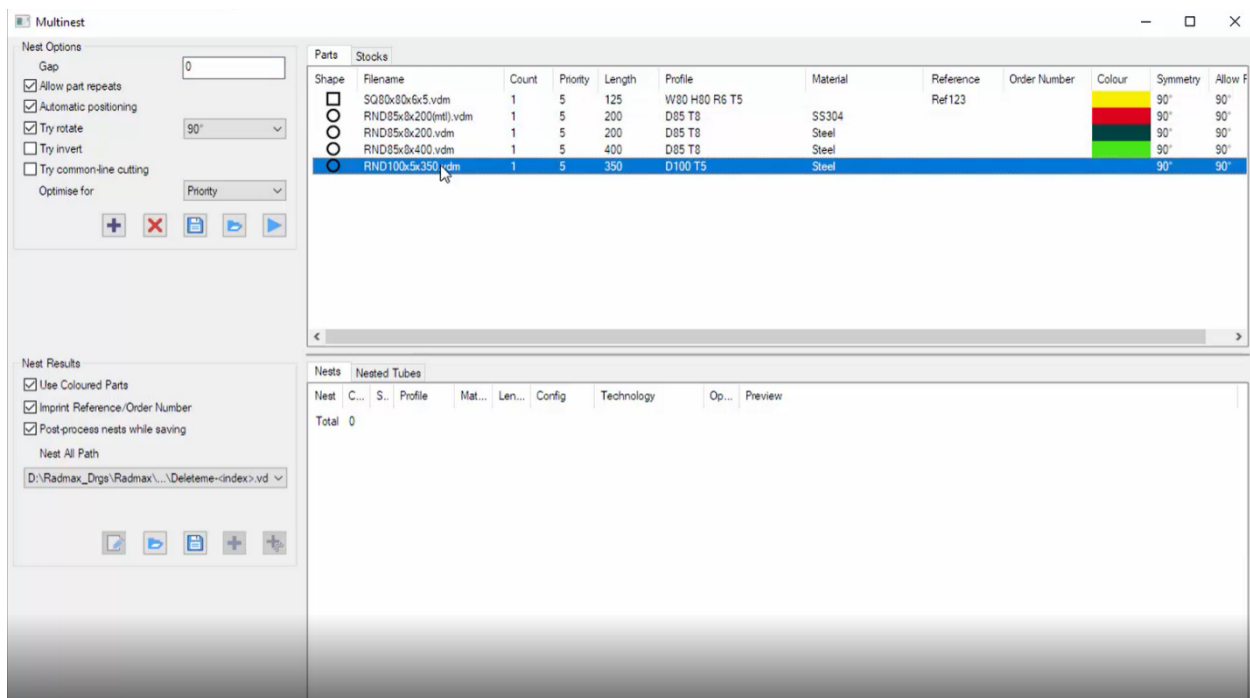 Multinest
Nest Options
Gap 0
Allow part repeats
Automatic positioning
Try rotate 90°
Try invert
Try common-line cutting
Optimise for Priority
Parts Stocks
Shape Filename Count Priority Length Profile Material Reference Order Number Colour Symmetry Allow F
SQ80x80x6x5.vdm 1 5 125 W80 H80 R6 T5 Ref123 90° 90°
RND85x8x200(mtl).vdm 1 5 200 D85 T8 SS304 90° 90°
RND85x8x200.vdm 1 5 200 D85 T8 Steel 90° 90°
RND85x8x400.vdm 1 5 400 D85 T8 Steel 90° 90°
RND100x5x350.vdm 1 5 350 D100 T5 Steel 90° 90°
Nest Results
Use Coloured Parts
Imprint Reference/Order Number
Post-process nests while saving
Nest All Path
D:\Radmax_Drgs\Radmax\...\Deleteme-<index>.vd
Nests Nested Tubes
Nest C... S.. Profile Mat... Len... Config Technology Op... Preview
Total 0